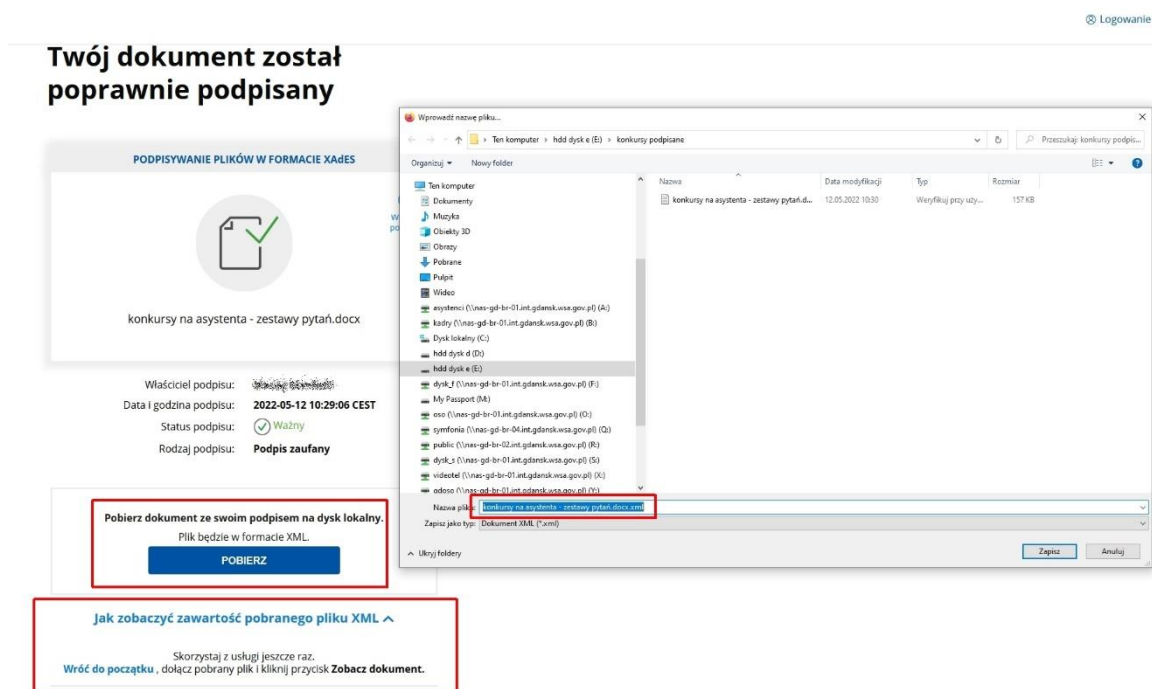 Logowanie
Twój dokument został
poprawnie podpisany
PODPISYWANIE PLIKÓW W FORMACIE XAdES
konkursy na asystenta - zestawy pytań.docx
Właściciel podpisu:
Data i godzina podpisu: 2022-05-12 10:29:06 CEST
Status podpisu: Ważny
Rodzaj podpisu: Podpis zaufany
Pobierz dokument ze swoim podpisem na dysk lokalny.
Plik będzie w formacie XML.
POBIERZ
Jak zobaczyć zawartość pobranego pliku XML
Skorzystaj z usługi jeszcze raz.
Wróć do początku , dołącz pobrany plik i kliknij przycisk Zobacz dokument.
Wprowadź nazwę pliku...
Ten komputer > hdd dysk e (E:) > konkursy podpisane
Przeszukaj: konkursy podpis...
Organizuj Nowy folder
Nazwa Data modyfikacji Typ Rozmiar
konkursy na asystenta - zestawy pytań.d... 12.05.2022 10:30 Weryfikuj przy uży... 157 KB
Ten komputer
Dokumenty
Muzyka
Obiekty 3D
Obrazy
Pobrane
Pulpit
Wideo
asystenci (\\nas-gd-br-01.int.gdansk.wsa.gov.pl) (A:)
kadry (\\nas-gd-br-01.int.gdansk.wsa.gov.pl) (B:)
Dysk lokalny (C:)
hdd dysk d (D:)
hdd dysk e (E:)
dysk_f (\\nas-gd-br-01.int.gdansk.wsa.gov.pl) (F:)
My Passport (M:)
oso (\\nas-gd-br-01.int.gdansk.wsa.gov.pl) (O:)
symfonia (\\nas-gd-br-04.int.gdansk.wsa.gov.pl) (Q:)
public (\\nas-gd-br-02.int.gdansk.wsa.gov.pl) (R:)
dysk_s (\\nas-gd-br-01.int.gdansk.wsa.gov.pl) (S:)
videotel (\\nas-gd-br-01.int.gdansk.wsa.gov.pl) (X:)
(\\nas-gd-br-01.int.gdansk.wsa.gov.pl) (Y:)
Nazwa pliku: konkursy na asystenta - zestawy pytań.docx.xml
Zapisz jako typ: Dokument XML (*.xml)
Ukryj foldery
Zapisz Anuluj